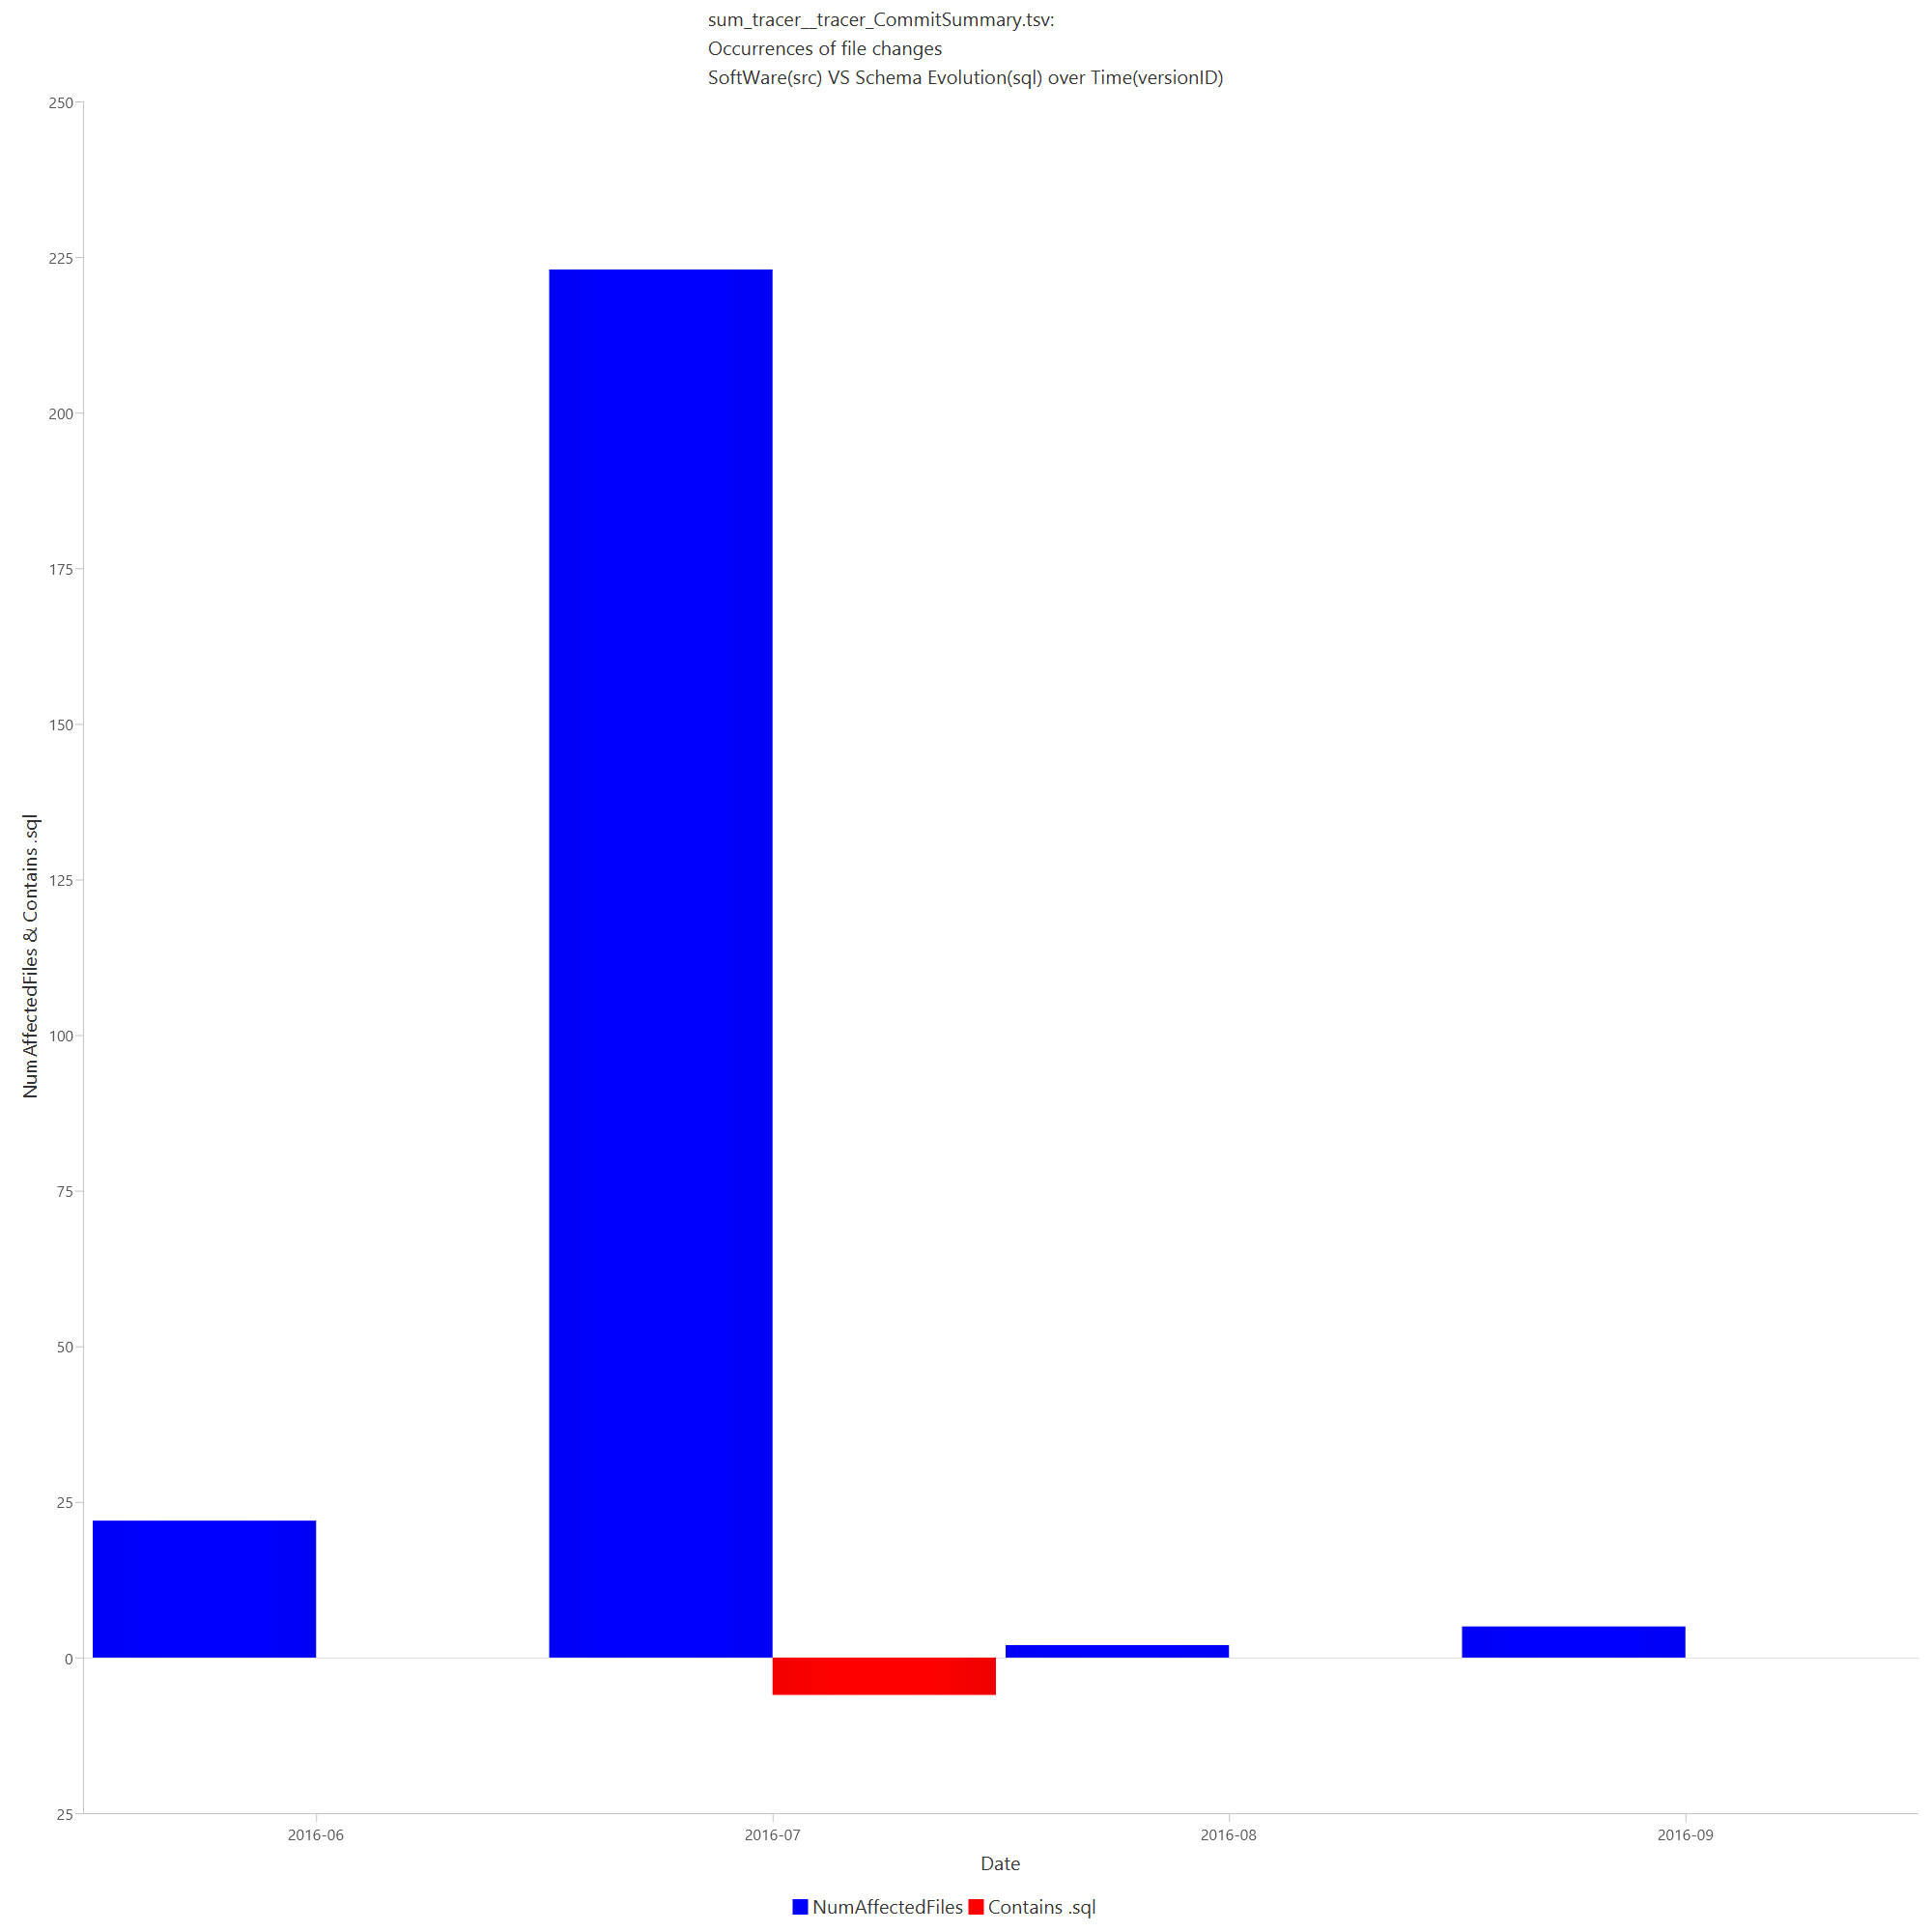 sum_tracer__tracer_CommitSummary.tsv:
Occurrences of file changes
SoftWare(src) VS Schema Evolution(sql) over Time(versionID)
250
225
200
175
150
125
100
75
50
25
0
25
NumAffectedFiles & Contains .sql
2016-06
2016-07
2016-08
2016-09
Date
NumAffectedFiles
Contains .sql